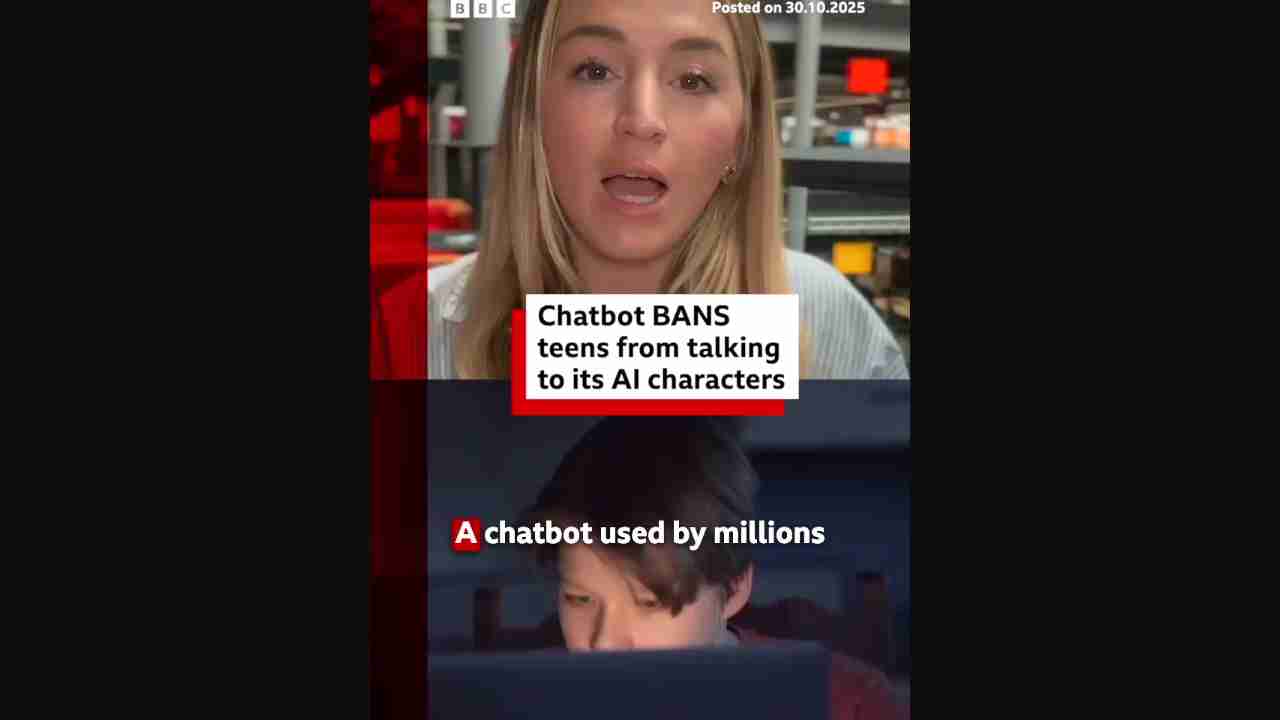 BBC
Posted on 30.10.2025
Chatbot BANS
teens from talking
to its AI characters
A chatbot used by millions